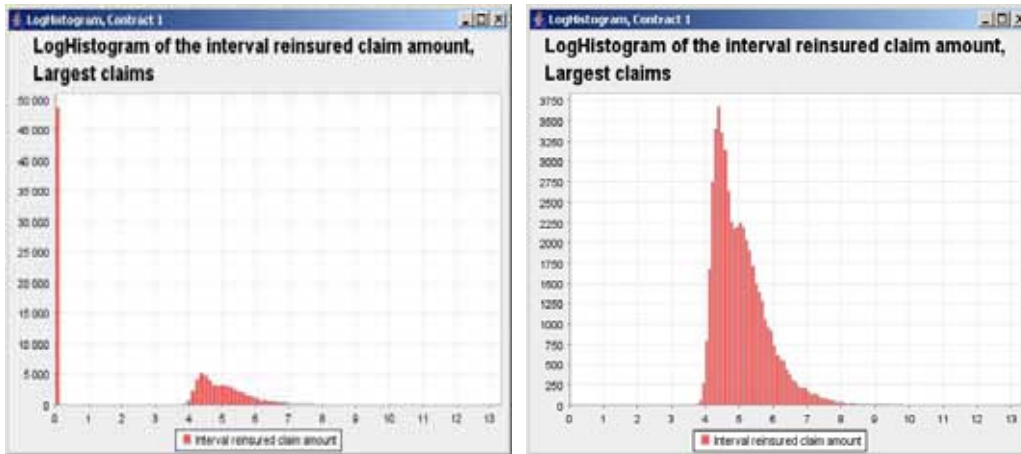 LogHistogram, Contract 1
LogHistogram of the interval reinsured claim amount,
Largest claims
50 000
45 000
40 000
35 000
30 000
25 000
20 000
15 000
10 000
5 000
0
0 1 2 3 4 5 6 7 8 9 10 11 12 13
Interval reinsured claim amount
LogHistogram, Contract 1
LogHistogram of the interval reinsured claim amount,
Largest claims
3750
3500
3250
3000
2750
2500
2250
2000
1750
1500
1250
1000
750
500
250
0
0 1 2 3 4 5 6 7 8 9 10 11 12 13
Interval reinsured claim amount